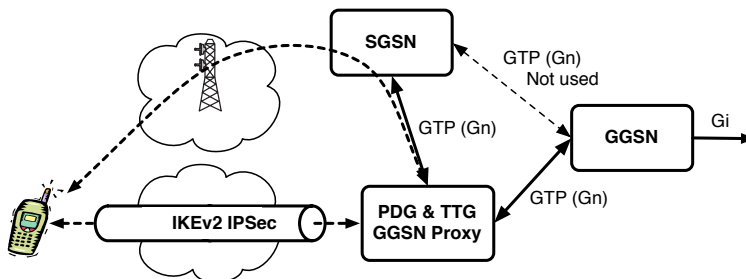 SGSN
GTP (Gn)
Not used
GTP (Gn)
GGSN
Gi
IKEv2 IPSec
PDG & TTG
GGSN Proxy
GTP (Gn)